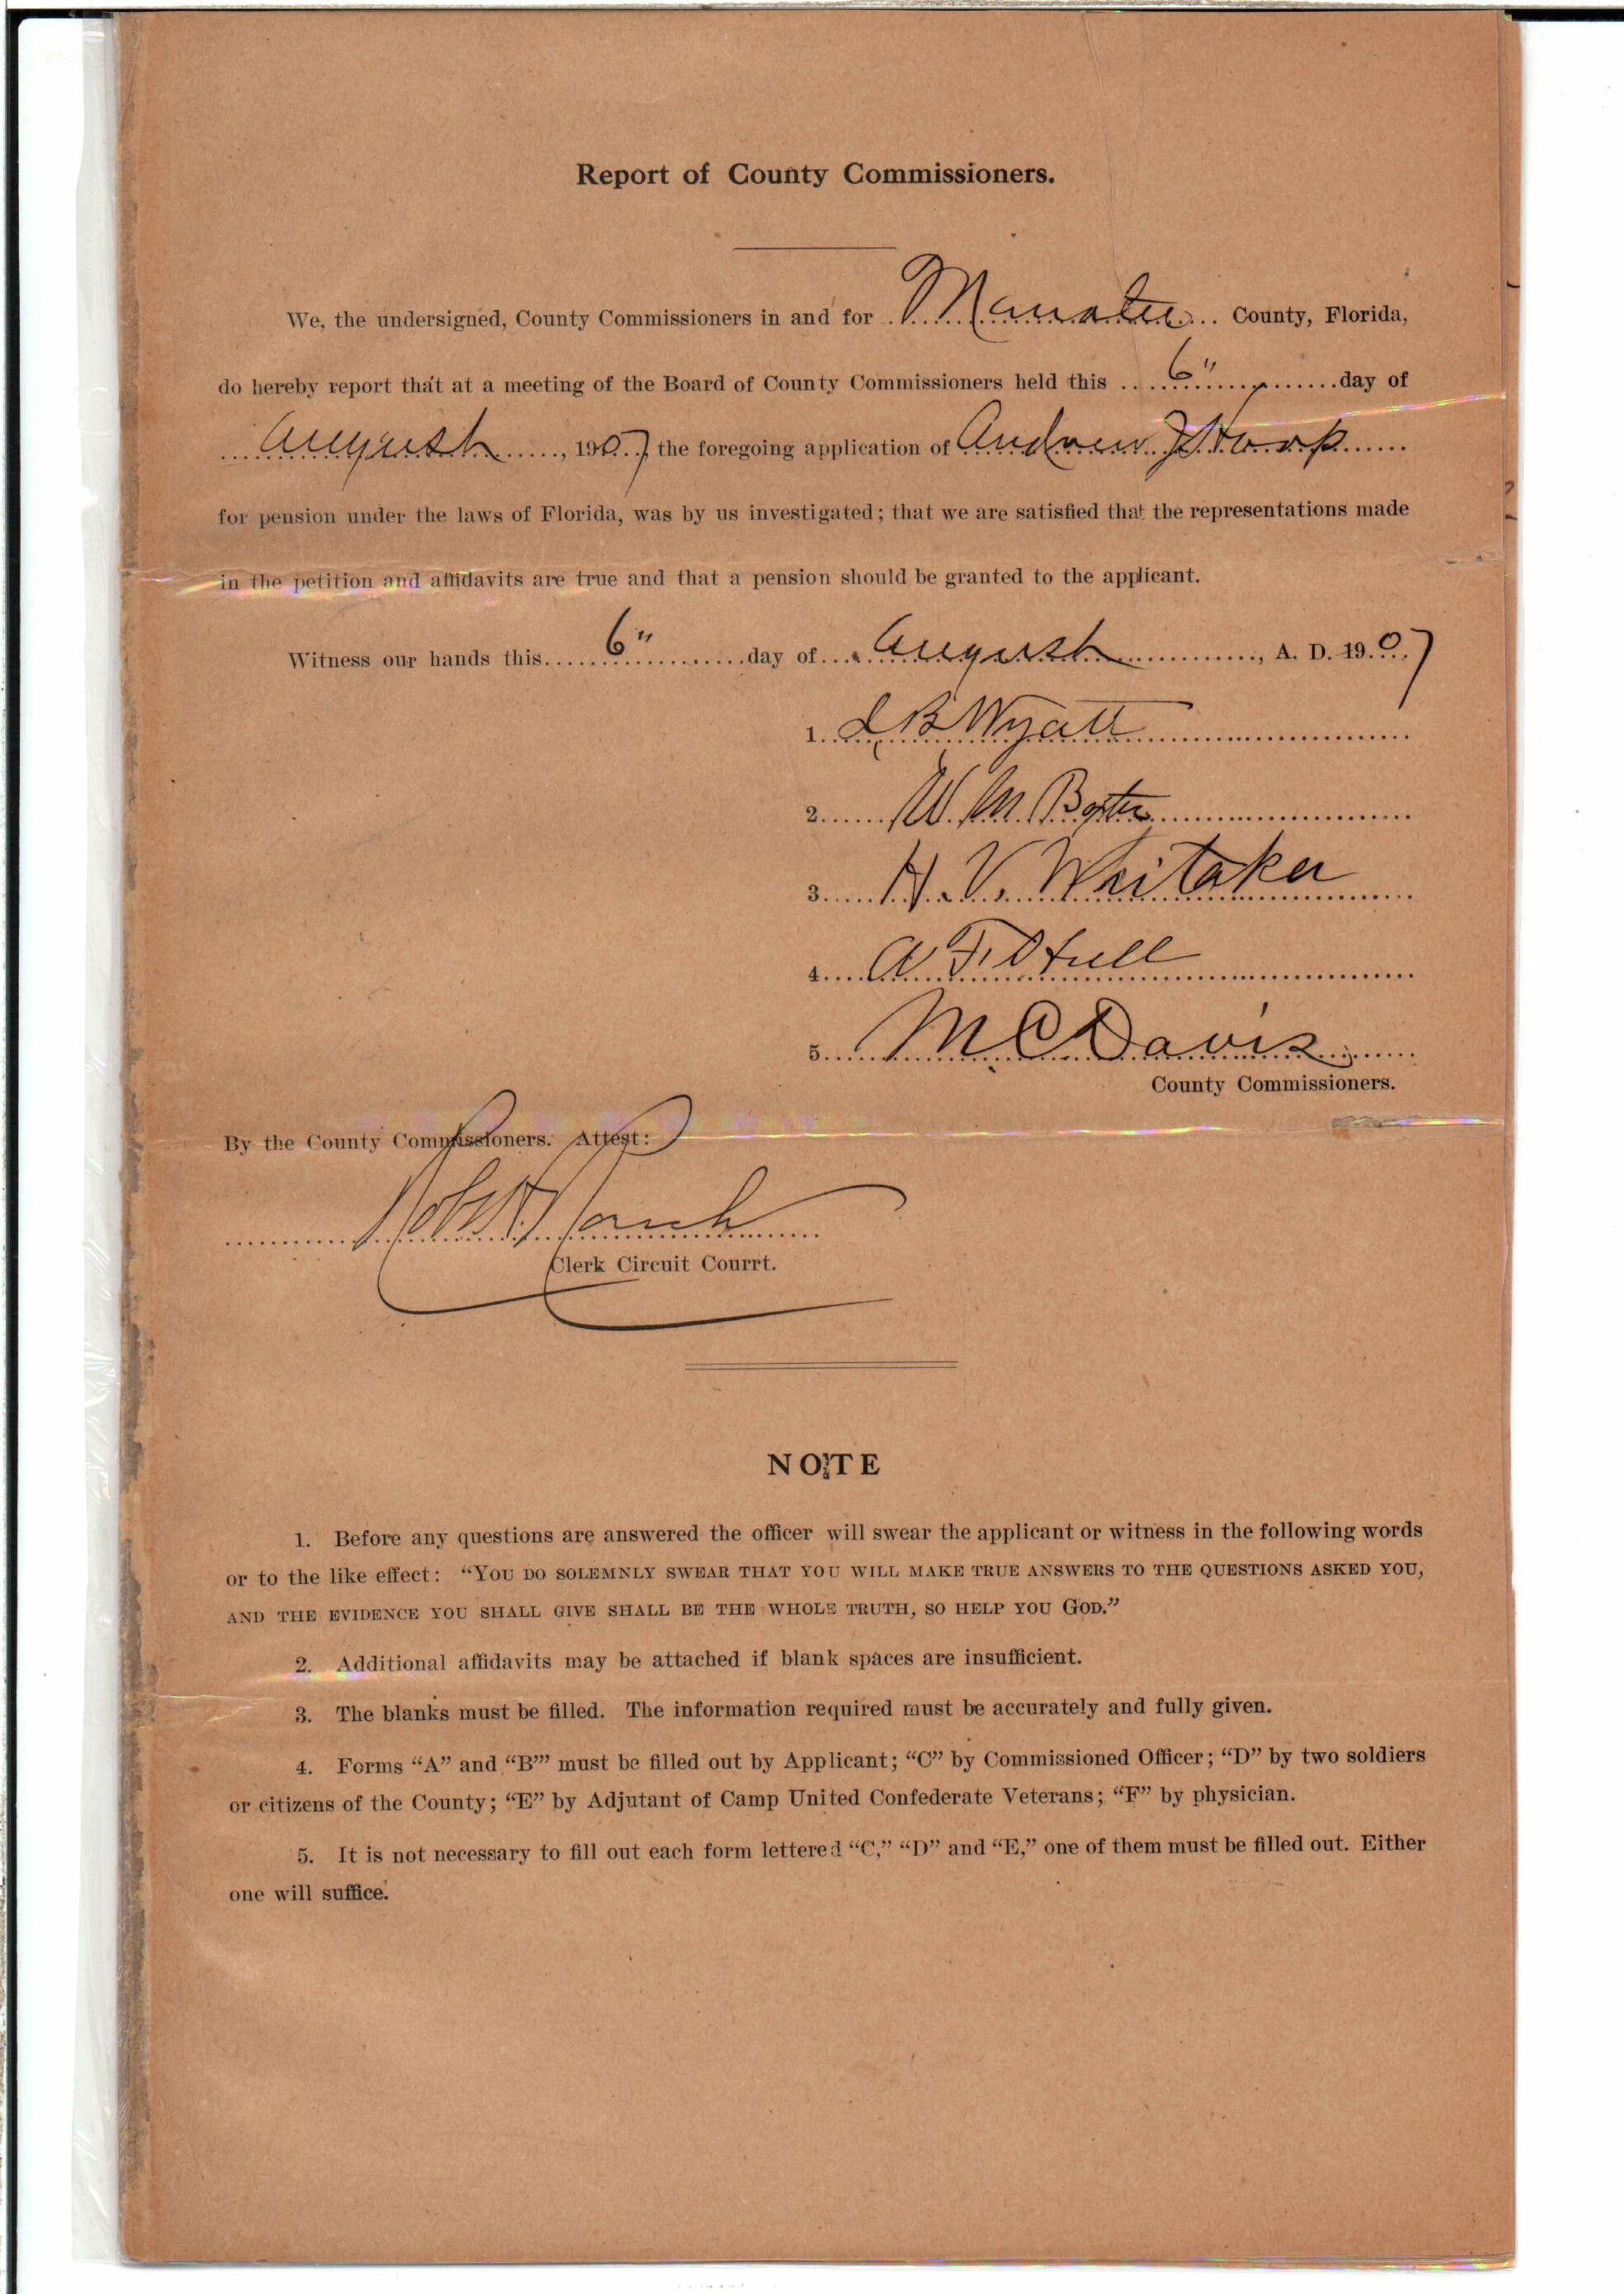 Report of County Commissioners.
We, the undersigned, County Commissioners in and for Manatee County, Florida,
do hereby report that at a meeting of the Board of County Commissioners held this 6" day of
August, 1907 the foregoing application of Andrew J
for pension under the laws of Florida, was by us investigated; that we are satisfied that the representations made
in the petition and affidavits are true and that a pension should be granted to the applicant.
Witness our hands this 6" day of August, A. D. 1907
1. Wyatt
2. W. M.
3. H. V. Whitaker
4. A
5. M C Davis
County Commissioners.
By the County Commissioners. Attest:
Clerk Circuit Courrt.
NOTE
1. Before any questions are answered the officer will swear the applicant or witness in the following words
or to the like effect: “YOU DO SOLEMNLY SWEAR THAT YOU WILL MAKE TRUE ANSWERS TO THE QUESTIONS ASKED YOU,
AND THE EVIDENCE YOU SHALL GIVE SHALL BE THE WHOLE TRUTH, SO HELP YOU GOD.”
2. Additional affidavits may be attached if blank spaces are insufficient.
3. The blanks must be filled. The information required must be accurately and fully given.
4. Forms “A” and “B”’ must be filled out by Applicant; “C” by Commissioned Officer; “D” by two soldiers
or citizens of the County; “E” by Adjutant of Camp United Confederate Veterans; “F” by physician.
5. It is not necessary to fill out each form lettered “C,” “D” and “E,” one of them must be filled out. Either
one will suffice.